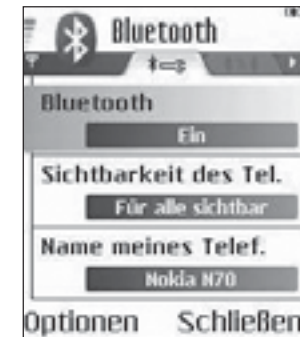 Bluetooth
Bluetooth
Ein
Sichtbarkeit des Tel.
Für alle sichtbar
Name meines Telef.
Nokia N70
Optionen Schließen